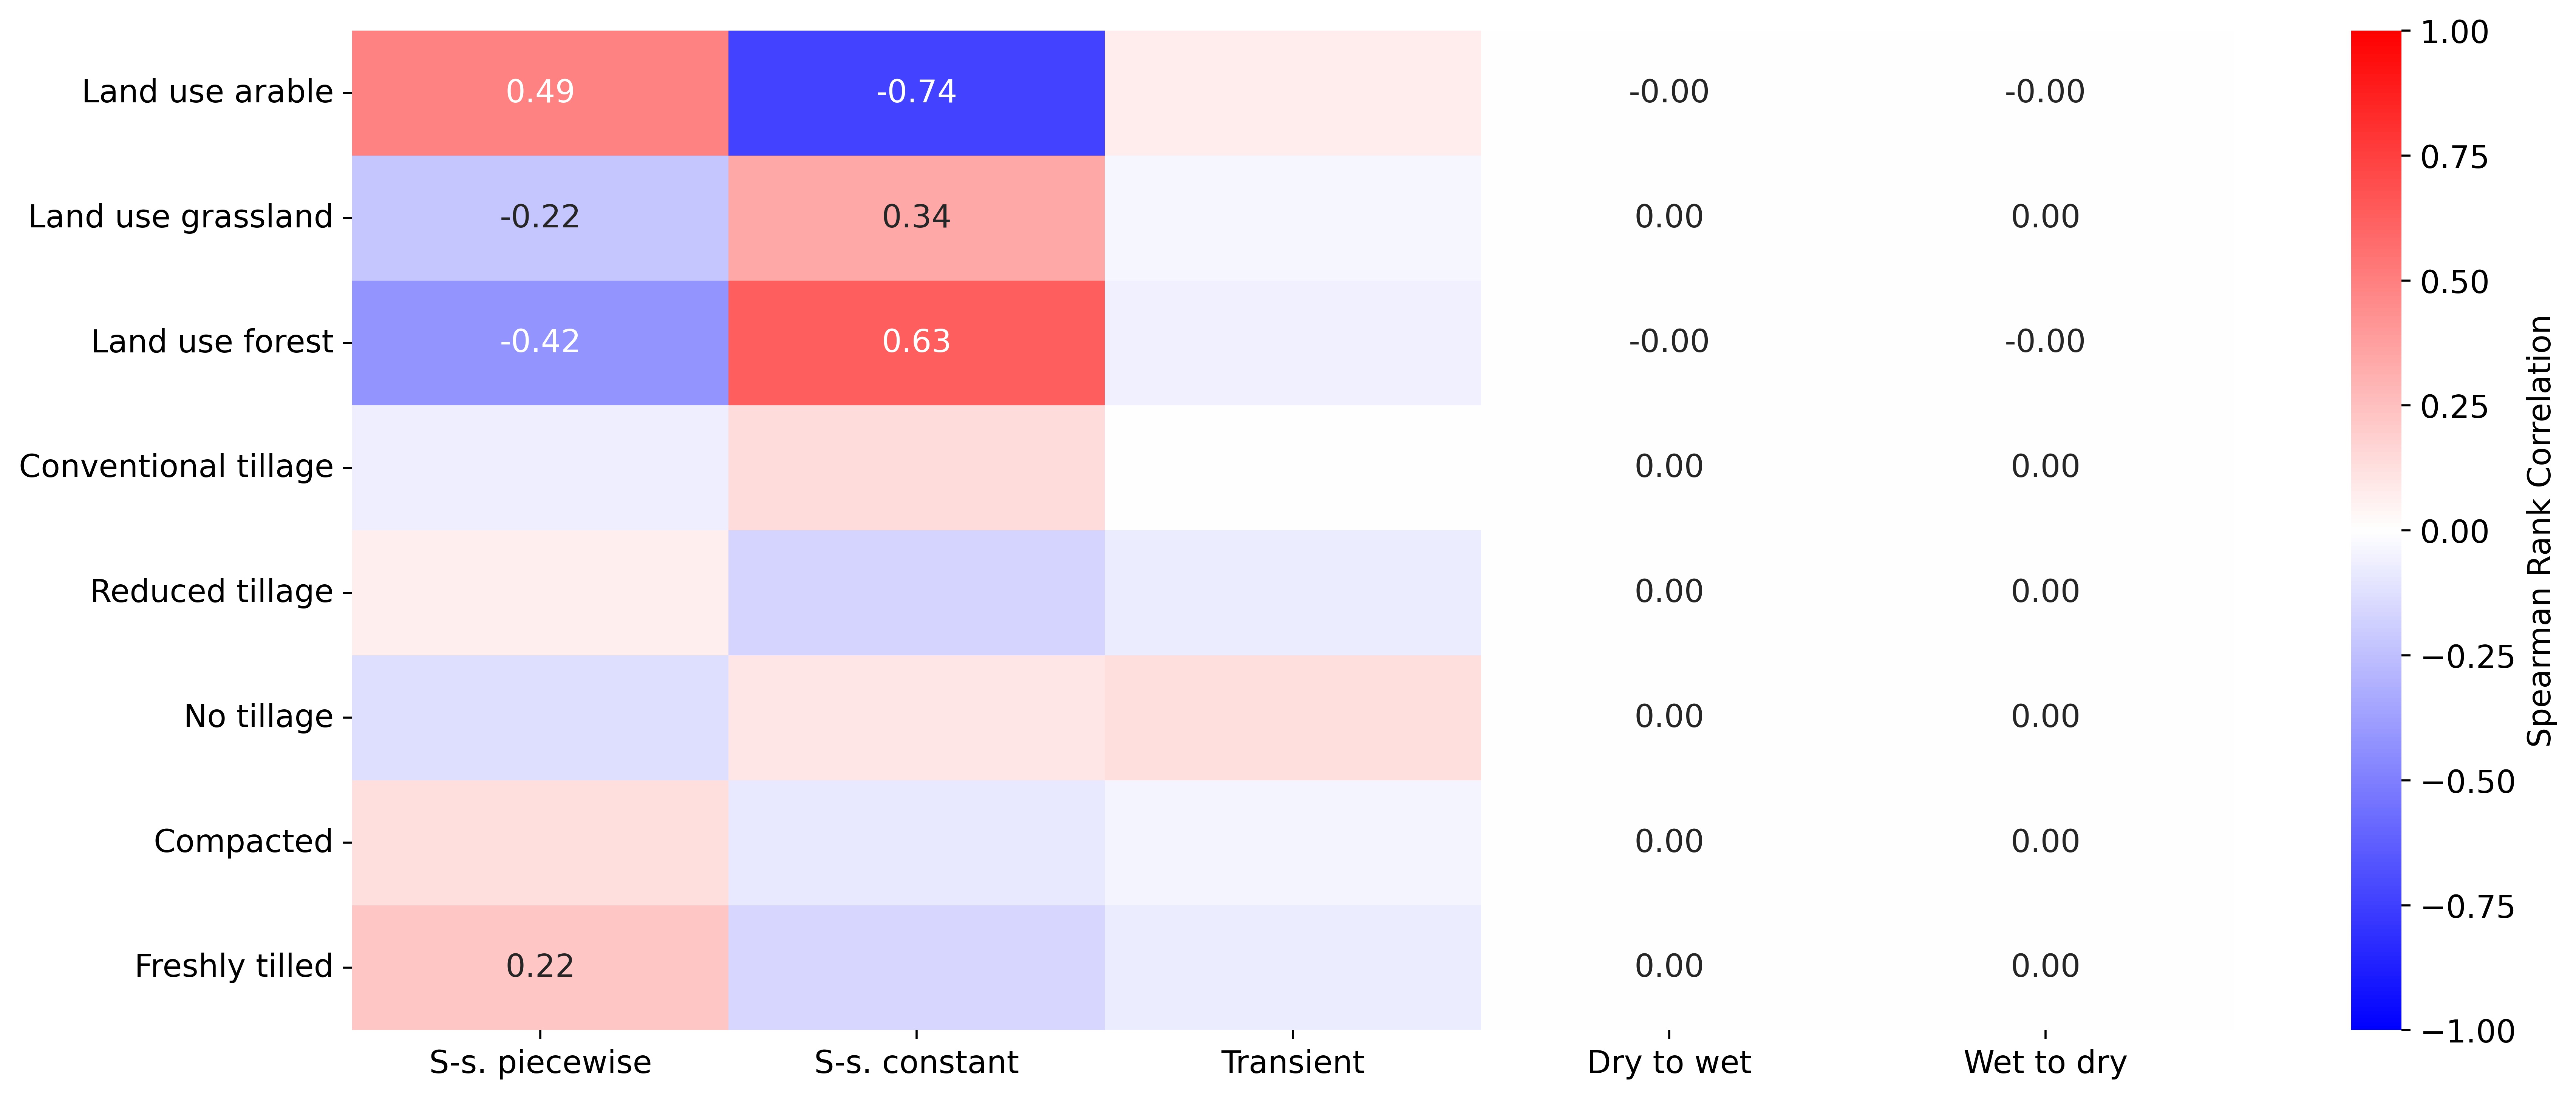 Land use arable 0.49 -0.74 -0.00 -0.00
Land use grassland -0.22 0.34 0.00 0.00
Land use forest -0.42 0.63 -0.00 -0.00
Conventional tillage 0.00 0.00
Reduced tillage 0.00 0.00
No tillage 0.00 0.00
Compacted 0.00 0.00
Freshly tilled 0.22 0.00 0.00
S-s. piecewise S-s. constant Transient Dry to wet Wet to dry
1.00
0.75
0.50
0.25
0.00
−0.25
−0.50
−0.75
−1.00
Spearman Rank Correlation